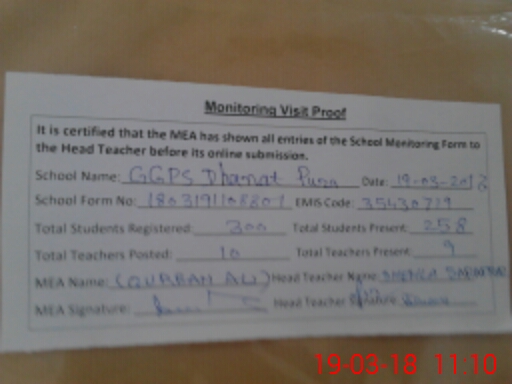 Monitoring Visit Proof
It is certified that the MEA has shown all entries of the School Monitoring Form to
the Head Teacher before its online submission.
School Name: GGPS Dhanat Pura Date: 19-03-2018
School Form No: EMIS Code: 35430729
Total Students Registered: 300 Total Students Present: 258
Total Teachers Posted: 10 Total Teachers Present: 9
MEA Name: (QURBAN ALI) Head Teacher Name:
MEA Signature: Head Teacher Signature
19-03-18 11:10